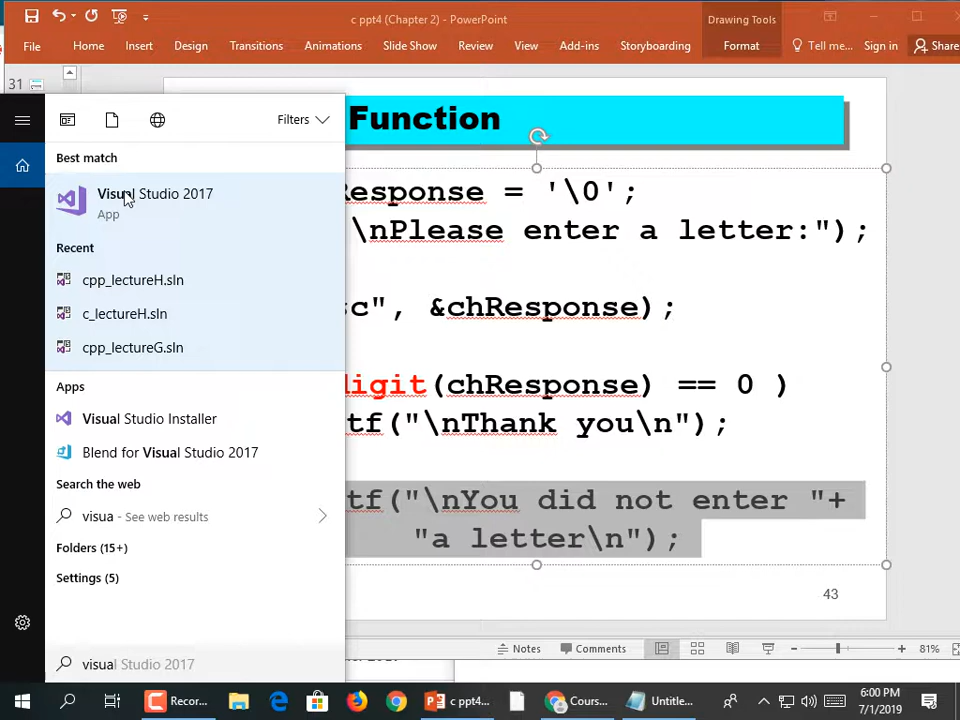 c ppt4 (Chapter 2) - PowerPoint
Drawing Tools
File Home Insert Design Transitions Animations Slide Show Review View Add-ins Storyboarding Format Tell me... Sign in Share
31
Filters
Function
Best match
Visual Studio 2017
App
Response = '\0';
\nPlease enter a letter:");
Recent
cpp_lectureH.sln
c_lectureH.sln
cpp_lectureG.sln
sc", &chResponse);
Apps
Visual Studio Installer
Blend for Visual Studio 2017
digit(chResponse) == 0 )
tf("\nThank you\n");
Search the web
visua - See web results
Folders (15+)
Settings (5)
tf("\nYou did not enter "+
"a letter\n");
43
Notes Comments 81%
visual Studio 2017
Recor... c ppt4... Cours... Untitle...
6:00 PM
7/1/2019